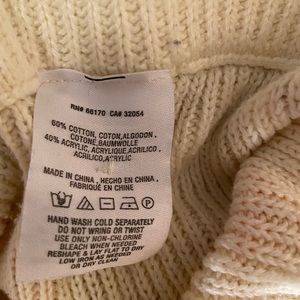 RN# 66170 CA# 32054
60% COTTON, COTON, ALGODON,
COTONE, BAUMWOLLE
40% ACRYLIC, ACRYLIQUE, ACRILICO,
ACRILICO, ACRYLIC
MADE IN CHINA, HECHO EN CHINA,
FABRIQUÉ EN CHINE
HAND WASH COLD SEPARATELY
DO NOT WRING OR TWIST
USE ONLY NON-CHLORINE
BLEACH WHEN NEEDED
RESHAPE & LAY FLAT TO DRY
LOW IRON AS NEEDED
OR DRY CLEAN